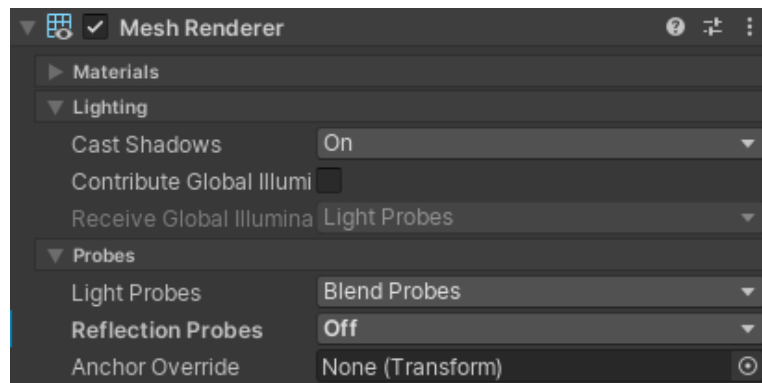 Mesh Renderer
Materials
Lighting
Cast Shadows On
Contribute Global Illumi
Receive Global Illumina Light Probes
Probes
Light Probes Blend Probes
Reflection Probes Off
Anchor Override None (Transform)